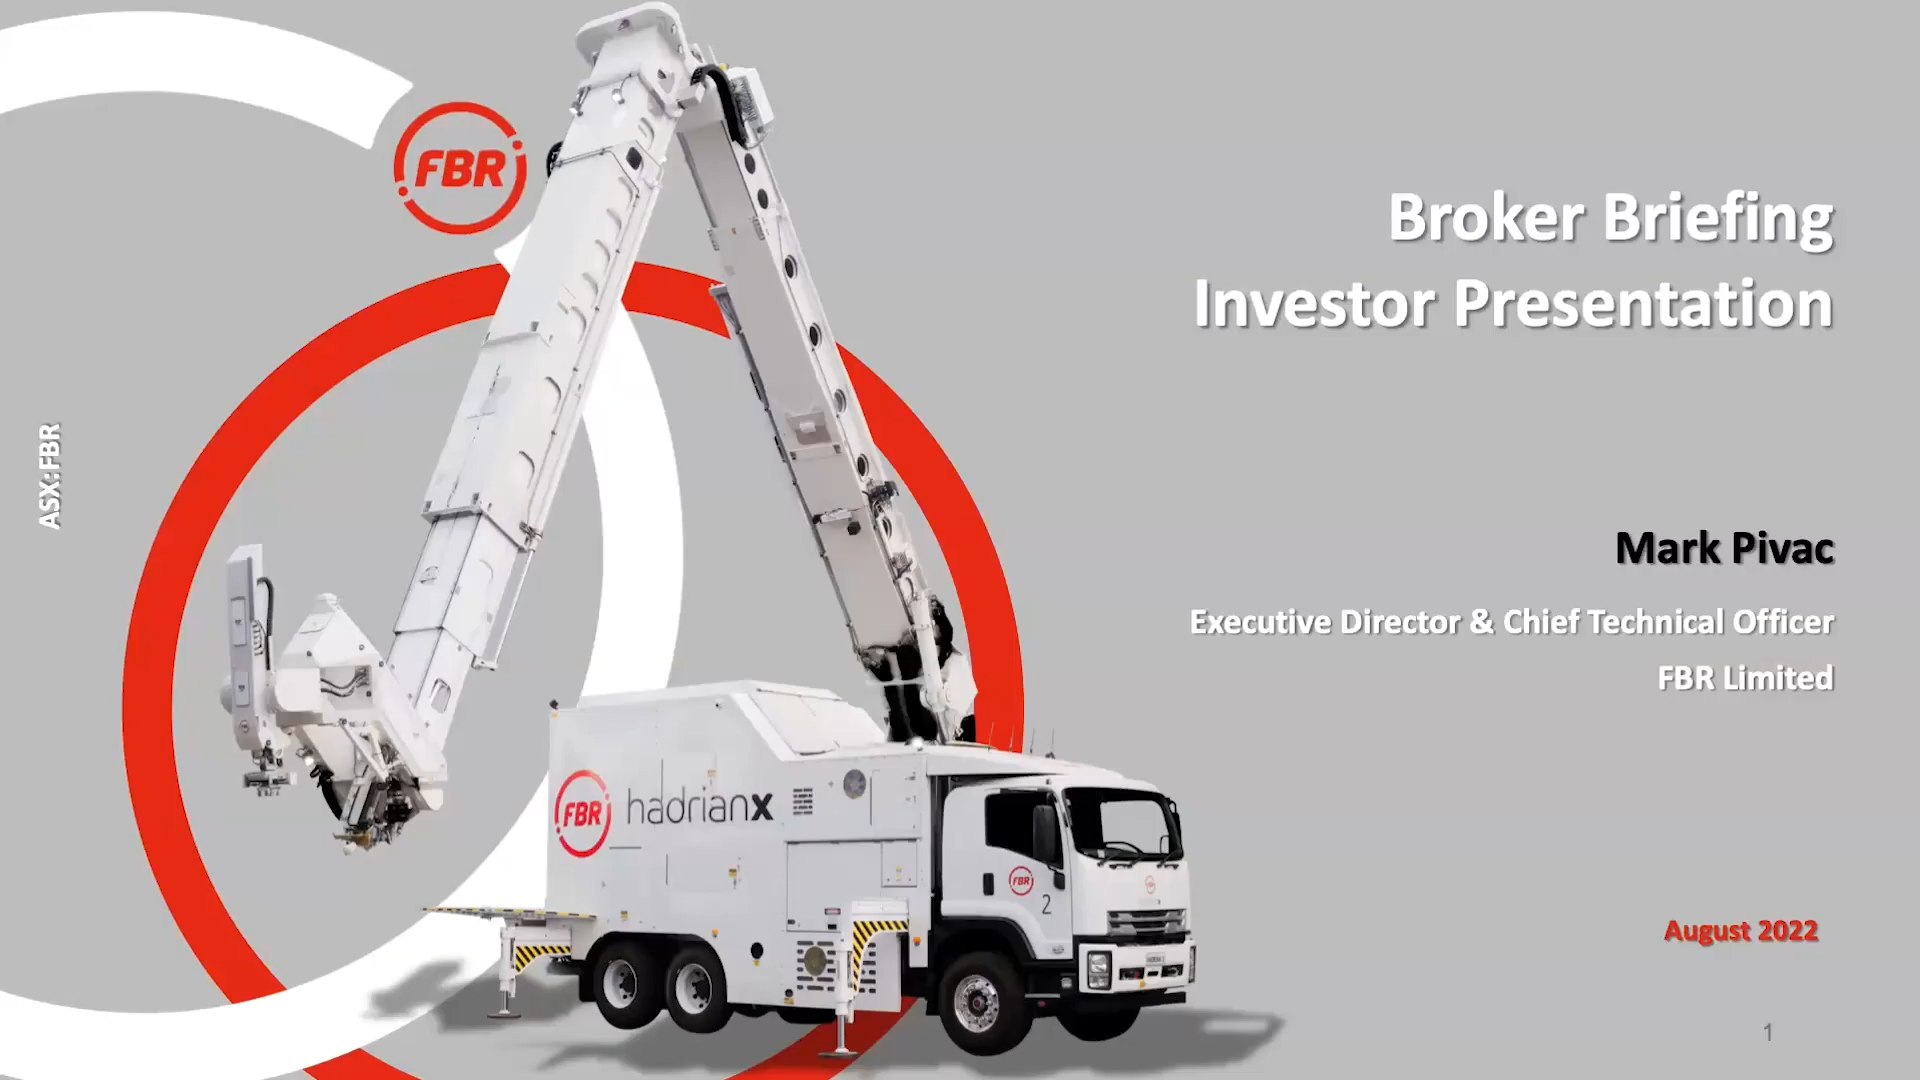 FBR
Broker Briefing
Investor Presentation
ASX:FBR
Mark Pivac
Executive Director & Chief Technical Officer
FBR Limited
FBR hadrianx
FBR
2
August 2022
1